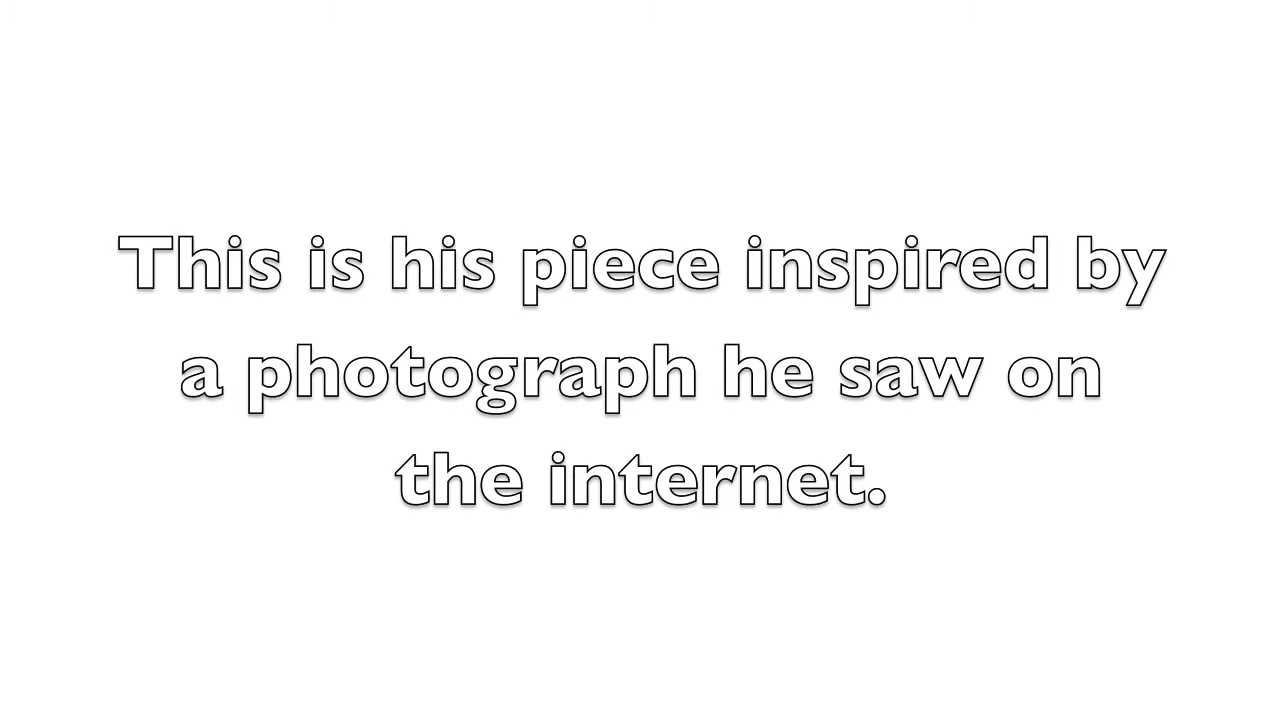 This is his piece inspired by
a photograph he saw on
the internet.